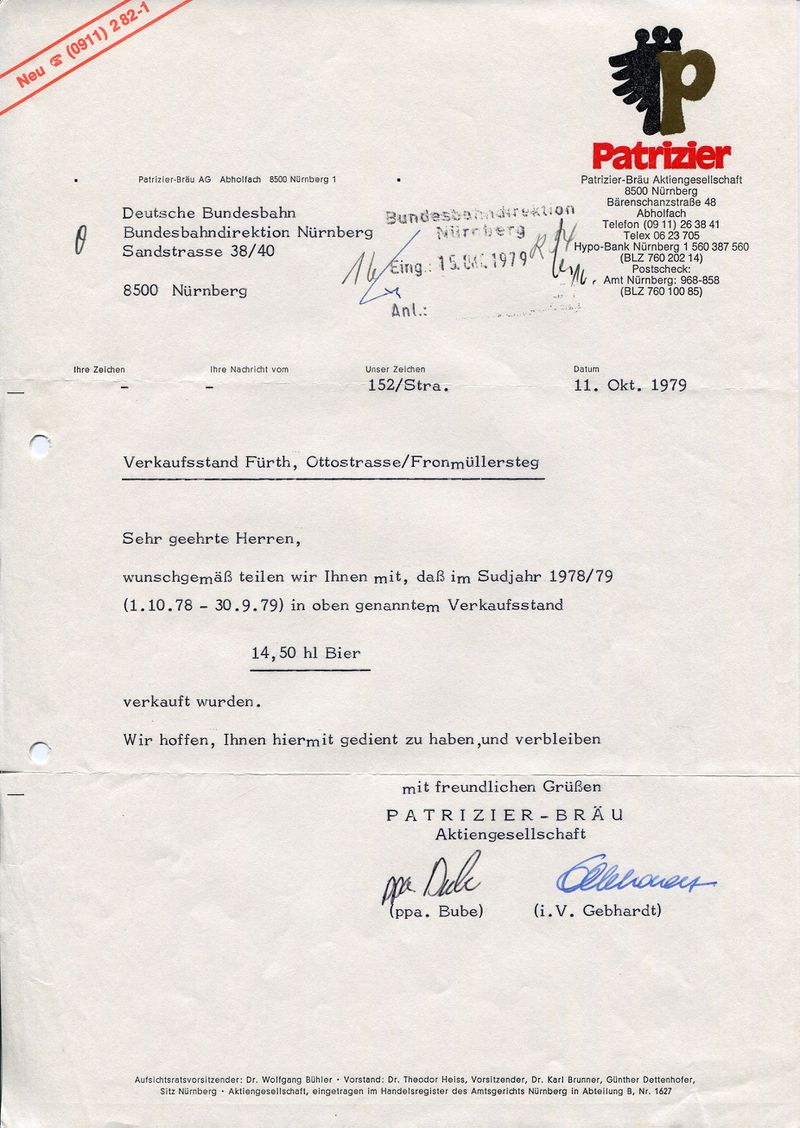 Neu ☎ (0911) 282-1
P
Patrizier
Patrizier-Bräu Aktiengesellschaft
8500 Nürnberg
Bärenschanzstraße 48
Abholfach
Telefon (09 11) 26 38 41
Telex 06 23 705
Hypo-Bank Nürnberg 1 560 387 560
(BLZ 760 202 14)
Postscheck:
Amt Nürnberg: 968-858
(BLZ 760 100 85)
Patrizier-Bräu AG Abholfach 8500 Nürnberg 1
Deutsche Bundesbahn
Bundesbahndirektion Nürnberg
Sandstrasse 38/40
8500 Nürnberg
Bundesbahndirektion
Nürnberg
Eing.: 15. Okt. 1979
Anl.:
16
Ihre Zeichen Ihre Nachricht vom Unser Zeichen Datum
– – 152/Stra. 11. Okt. 1979
Verkaufsstand Fürth, Ottostrasse/Fronmüllersteg
Sehr geehrte Herren,
wunschgemäß teilen wir Ihnen mit, daß im Sudjahr 1978/79
(1.10.78 - 30.9.79) in oben genanntem Verkaufsstand
14,50 hl Bier
verkauft wurden.
Wir hoffen, Ihnen hiermit gedient zu haben,und verbleiben
mit freundlichen Grüßen
PATRIZIER-BRÄU
Aktiengesellschaft
ppa. Bube
(ppa. Bube) (i.V. Gebhardt)
Aufsichtsratsvorsitzender: Dr. Wolfgang Bühler · Vorstand: Dr. Theodor Heiss, Vorsitzender, Dr. Karl Brunner, Günther Dettenhofer,
Sitz Nürnberg · Aktiengesellschaft, eingetragen im Handelsregister des Amtsgerichts Nürnberg in Abteilung B, Nr. 1627